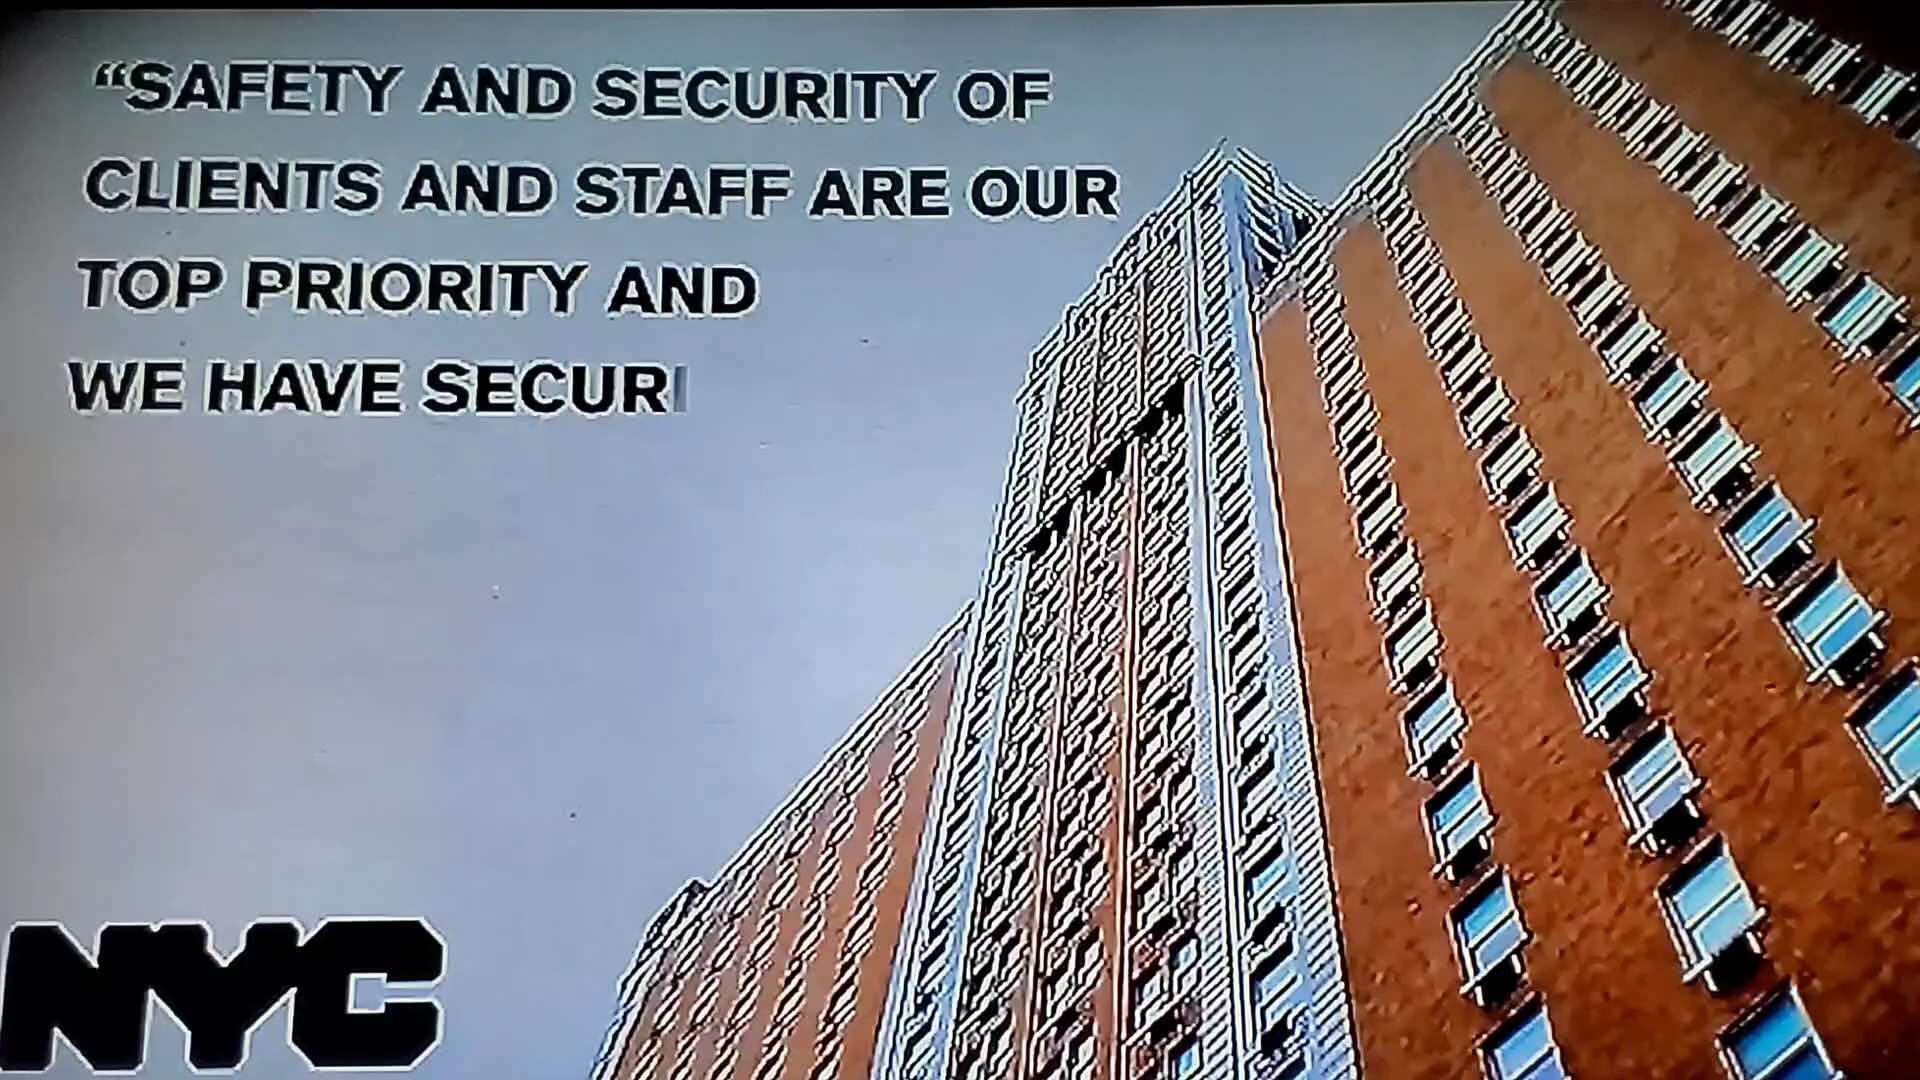 “SAFETY AND SECURITY OF
CLIENTS AND STAFF ARE OUR
TOP PRIORITY AND
WE HAVE SECURI
NYC